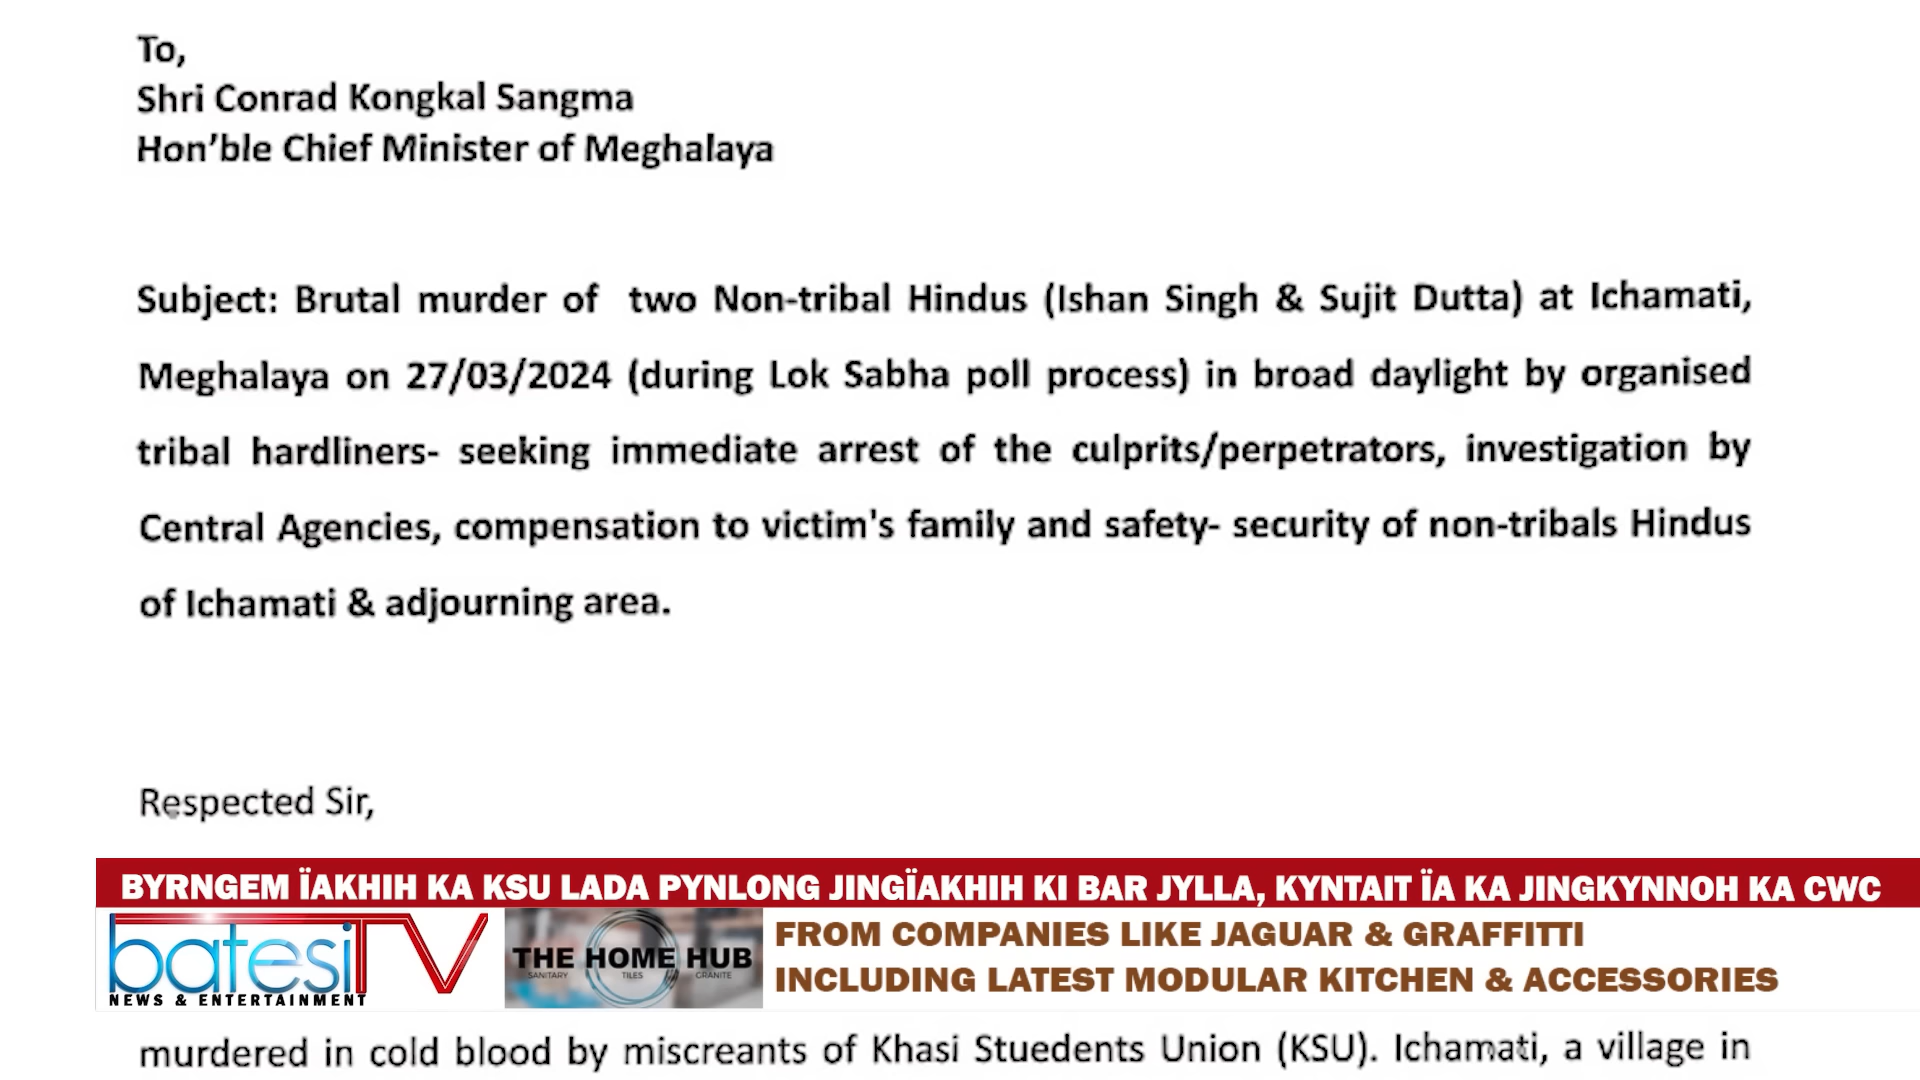 To,
Shri Conrad Kongkal Sangma
Hon’ble Chief Minister of Meghalaya
Subject: Brutal murder of two Non-tribal Hindus (Ishan Singh & Sujit Dutta) at Ichamati,
Meghalaya on 27/03/2024 (during Lok Sabha poll process) in broad daylight by organised
tribal hardliners- seeking immediate arrest of the culprits/perpetrators, investigation by
Central Agencies, compensation to victim's family and safety- security of non-tribals Hindus
of Ichamati & adjourning area.
Respected Sir,
BYRNGEM ÏAKHIH KA KSU LADA PYNLONG JINGÏAKHIH KI BAR JYLLA, KYNTAIT ÏA KA JINGKYNNOH KA CWC
batesi TV
NEWS & ENTERTAINMENT
THE HOME HUB
SANITARY TILES GRANITE
FROM COMPANIES LIKE JAGUAR & GRAFFITTI
INCLUDING LATEST MODULAR KITCHEN & ACCESSORIES
murdered in cold blood by miscreants of Khasi Stuedents Union (KSU). Ichamati, a village in